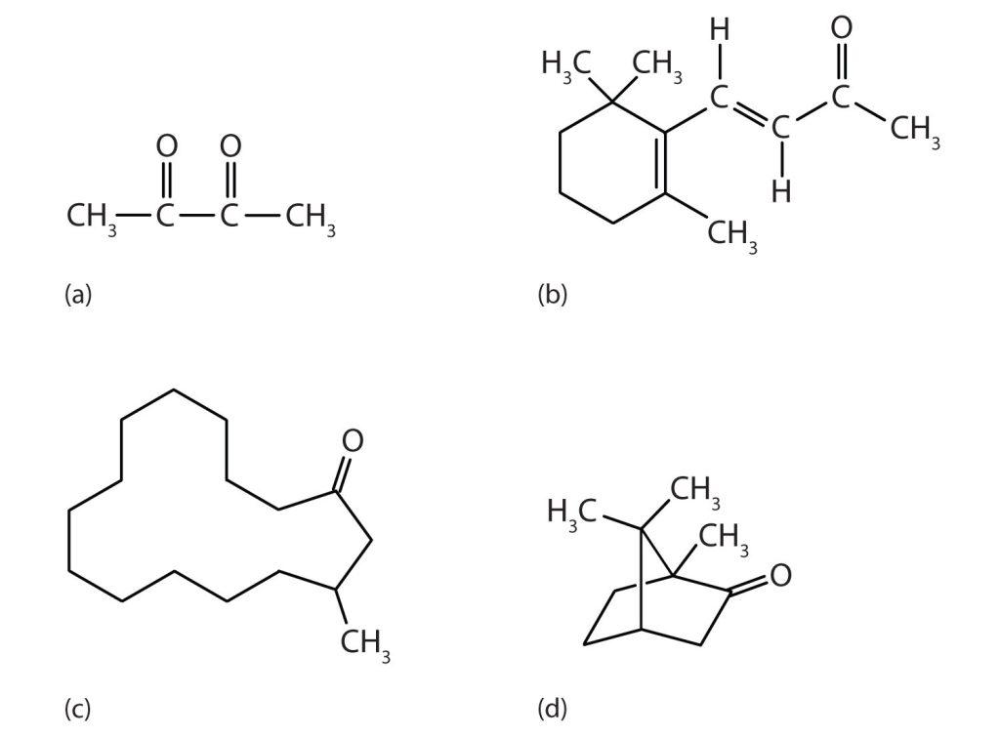 O O
CH₃ C C CH₃
(a)
H O
H₃C CH₃ C C
C CH₃
H
CH₃
(b)
O
CH₃
(c)
CH₃
H₃C
CH₃
O
(d)